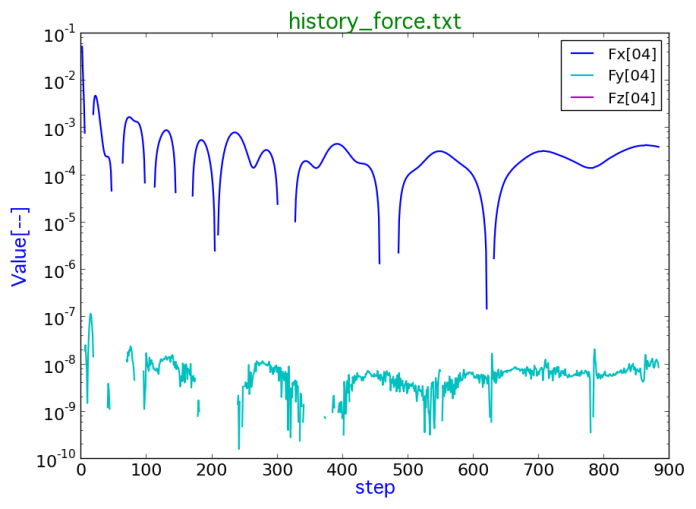 history_force.txt
Fx[04]
Fy[04]
Fz[04]
Value[--]
10^-1
10^-2
10^-3
10^-4
10^-5
10^-6
10^-7
10^-8
10^-9
10^-10
0 100 200 300 400 500 600 700 800 900
step